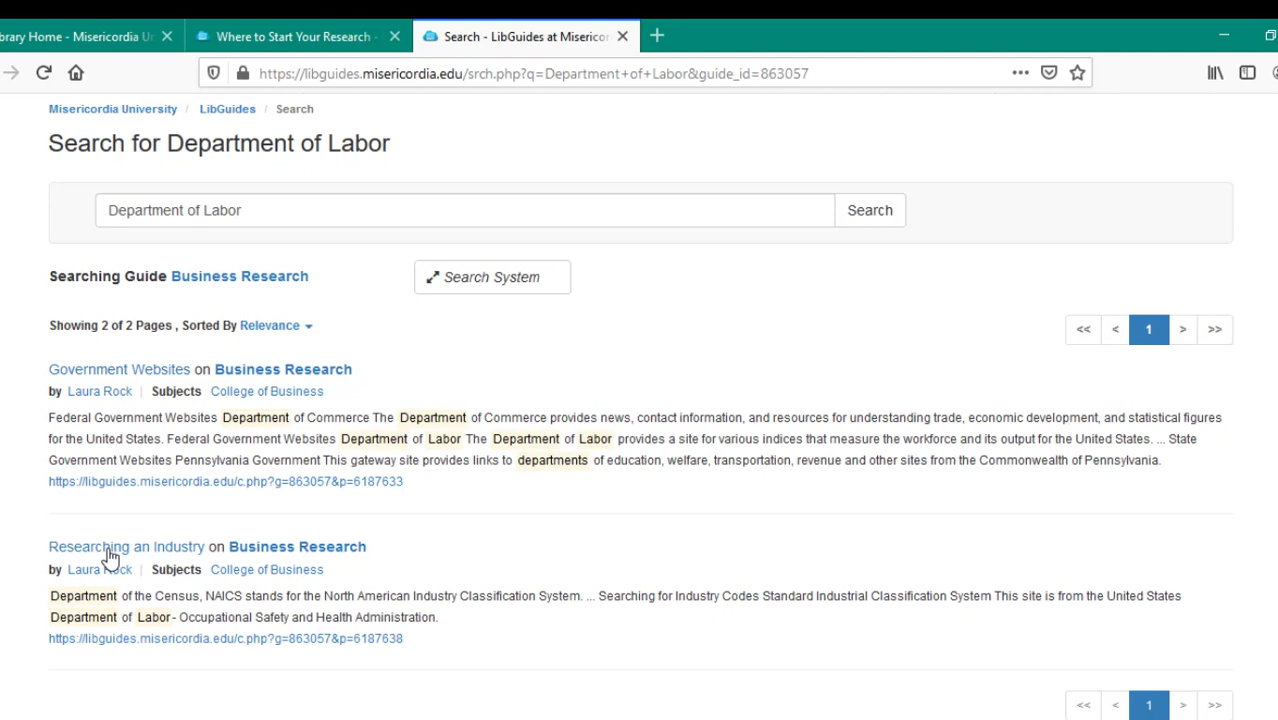 ibrary Home - Misericordia Un
Where to Start Your Research -
Search - LibGuides at Misericor
https://libguides.misericordia.edu/srch.php?q=Department+of+Labor&guide_id=863057
Misericordia University / LibGuides / Search
Search for Department of Labor
Department of Labor
Search
Searching Guide Business Research
Search System
Showing 2 of 2 Pages , Sorted By Relevance
<< < 1 > >>
Government Websites on Business Research
by Laura Rock | Subjects College of Business
Federal Government Websites Department of Commerce The Department of Commerce provides news, contact information, and resources for understanding trade, economic development, and statistical figures
for the United States. Federal Government Websites Department of Labor The Department of Labor provides a site for various indices that measure the workforce and its output for the United States. ... State
Government Websites Pennsylvania Government This gateway site provides links to departments of education, welfare, transportation, revenue and other sites from the Commonwealth of Pennsylvania.
https://libguides.misericordia.edu/c.php?g=863057&p=6187633
Researching an Industry on Business Research
by Laura Rock | Subjects College of Business
Department of the Census, NAICS stands for the North American Industry Classification System. ... Searching for Industry Codes Standard Industrial Classification System This site is from the United States
Department of Labor- Occupational Safety and Health Administration.
https://libguides.misericordia.edu/c.php?g=863057&p=6187638
<< < 1 > >>